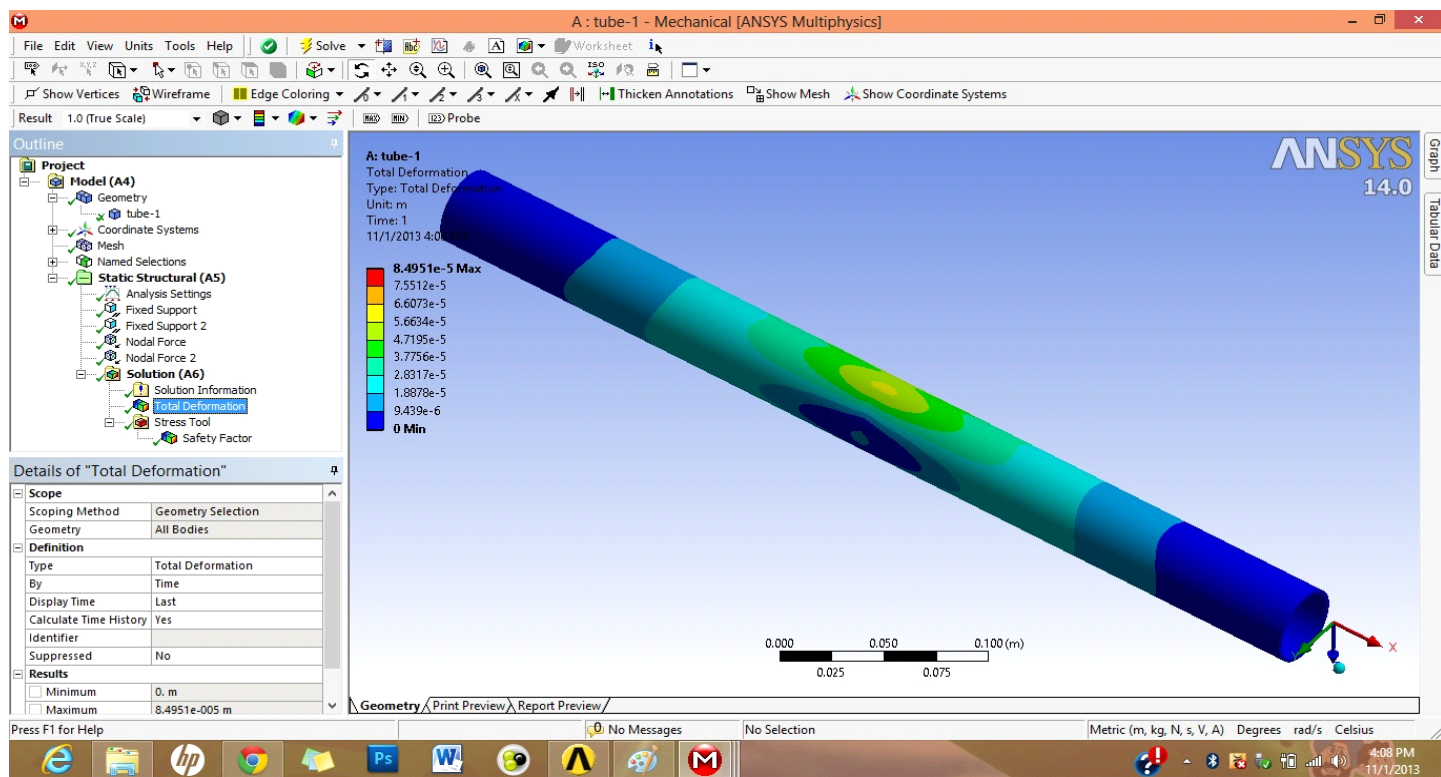 A : tube-1 - Mechanical [ANSYS Multiphysics]
File Edit View Units Tools Help Solve Worksheet
Show Vertices Wireframe Edge Coloring Thicken Annotations Show Mesh Show Coordinate Systems
Result 1.0 (True Scale) MAX MIN Probe
Outline
Project
Model (A4)
Geometry
tube-1
Coordinate Systems
Mesh
Named Selections
Static Structural (A5)
Analysis Settings
Fixed Support
Fixed Support 2
Nodal Force
Nodal Force 2
Solution (A6)
Solution Information
Total Deformation
Stress Tool
Safety Factor
Details of "Total Deformation"
Scope
Scoping Method Geometry Selection
Geometry All Bodies
Definition
Type Total Deformation
By Time
Display Time Last
Calculate Time History Yes
Identifier
Suppressed No
Results
Minimum 0. m
Maximum 8.4951e-005 m
A: tube-1
Total Deformation
Type: Total Deformation
Unit: m
Time: 1
11/1/2013
8.4951e-5 Max
7.5512e-5
6.6073e-5
5.6634e-5
4.7195e-5
3.7756e-5
2.8317e-5
1.8878e-5
9.439e-6
0 Min
ANSYS
14.0
Graph
Tabular Data
0.000 0.050 0.100 (m)
0.025 0.075
X
Geometry Print Preview Report Preview
Press F1 for Help No Messages No Selection Metric (m, kg, N, s, V, A) Degrees rad/s Celsius
hp Ps W M
4:08 PM
11/1/2013